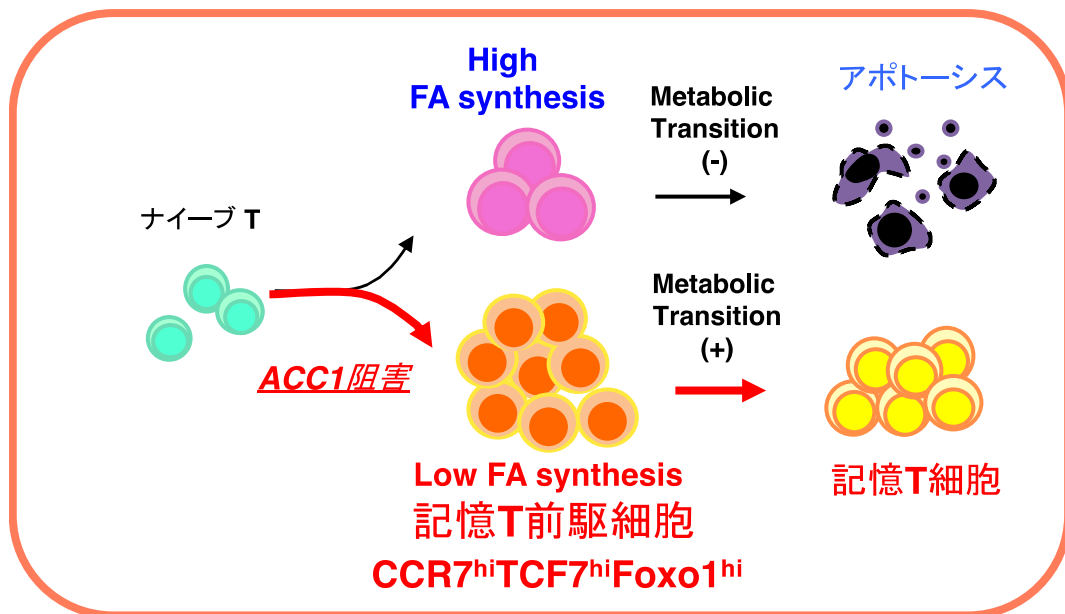 High
FA synthesis
Metabolic
Transition
(-)
アポトーシス
ナイーブ T
ACC1阻害
Metabolic
Transition
(+)
Low FA synthesis
記憶T前駆細胞
CCR7hiTCF7hiFoxo1hi
記憶T細胞